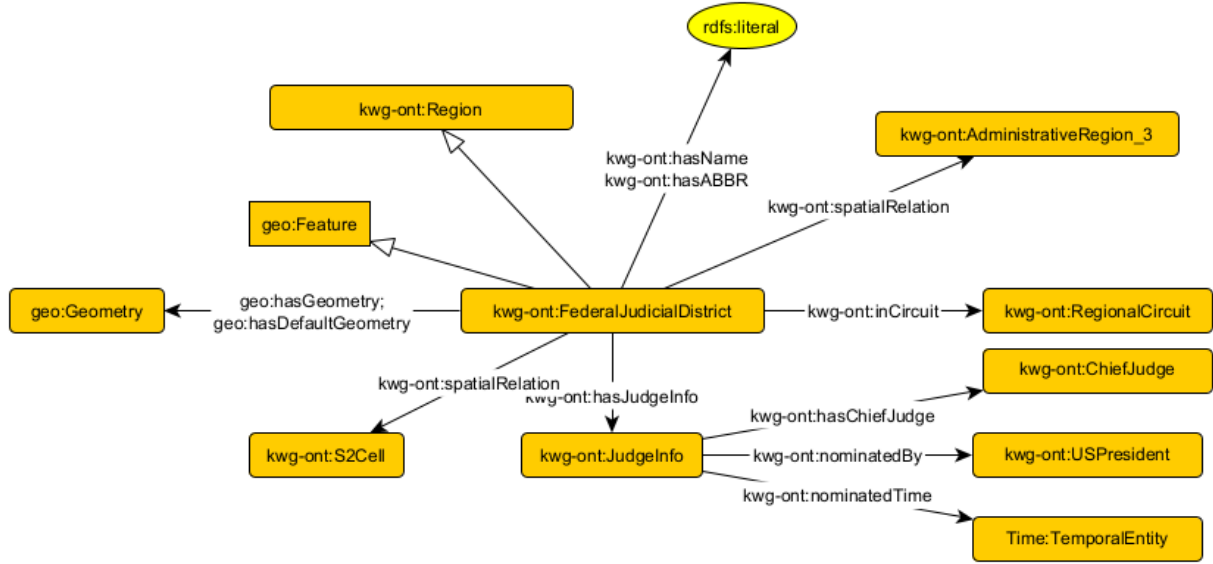 rdfs:literal
kwg-ont:Region
kwg-ont:AdministrativeRegion_3
kwg-ont:hasName
kwg-ont:hasABBR
kwg-ont:spatialRelation
geo:Feature
geo:Geometry
geo:hasGeometry;
geo:hasDefaultGeometry
kwg-ont:FederalJudicialDistrict
kwg-ont:inCircuit
kwg-ont:RegionalCircuit
kwg-ont:spatialRelation
kwg-ont:hasJudgeInfo
kwg-ont:ChiefJudge
kwg-ont:hasChiefJudge
kwg-ont:S2Cell
kwg-ont:JudgeInfo
kwg-ont:nominatedBy
kwg-ont:USPresident
kwg-ont:nominatedTime
Time:TemporalEntity